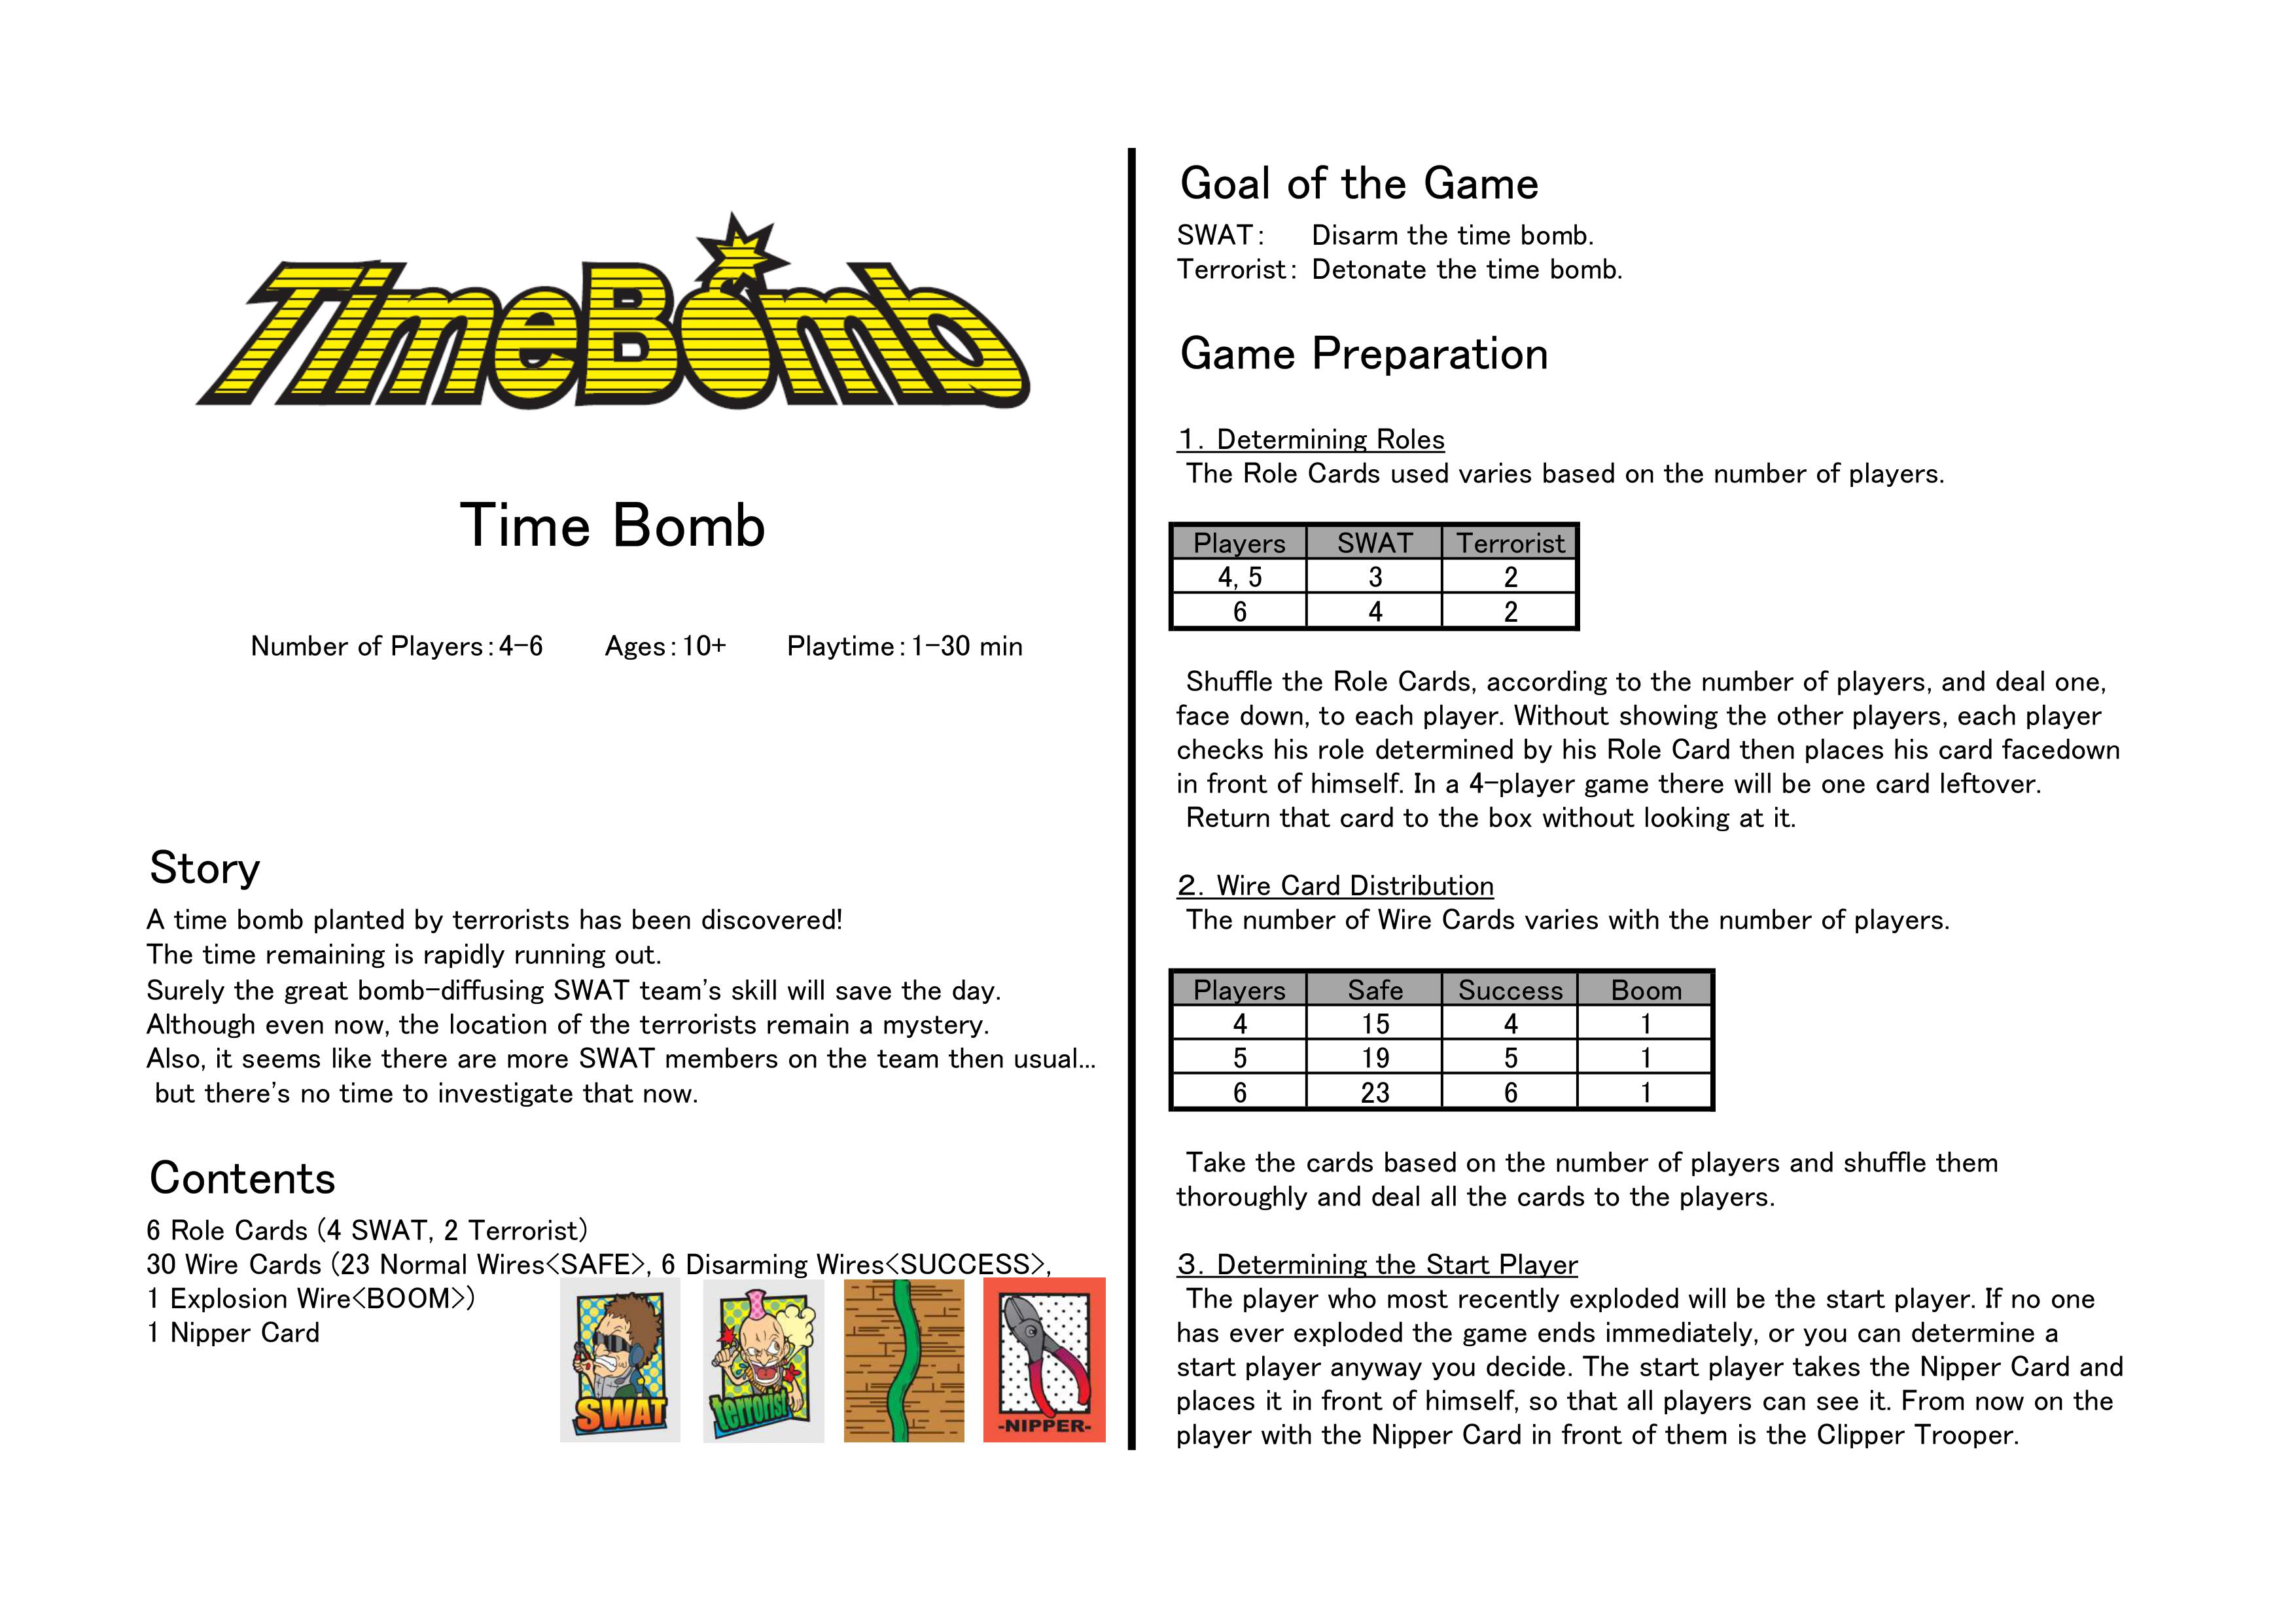 TimeBomb
Time Bomb
Number of Players:4-6 Ages:10+ Playtime:1-30 min
Story
A time bomb planted by terrorists has been discovered!
The time remaining is rapidly running out.
Surely the great bomb-diffusing SWAT team's skill will save the day.
Although even now, the location of the terrorists remain a mystery.
Also, it seems like there are more SWAT members on the team then usual...
but there's no time to investigate that now.
Contents
6 Role Cards (4 SWAT, 2 Terrorist)
30 Wire Cards (23 Normal Wires<SAFE>, 6 Disarming Wires<SUCCESS>,
1 Explosion Wire<BOOM>)
1 Nipper Card
SWAT
terrorist
-NIPPER-
Goal of the Game
SWAT: Disarm the time bomb.
Terrorist: Detonate the time bomb.
Game Preparation
1. Determining Roles
The Role Cards used varies based on the number of players.
Players SWAT Terrorist
4, 5 3 2
6 4 2
Shuffle the Role Cards, according to the number of players, and deal one,
face down, to each player. Without showing the other players, each player
checks his role determined by his Role Card then places his card facedown
in front of himself. In a 4-player game there will be one card leftover.
Return that card to the box without looking at it.
2. Wire Card Distribution
The number of Wire Cards varies with the number of players.
Players Safe Success Boom
4 15 4 1
5 19 5 1
6 23 6 1
Take the cards based on the number of players and shuffle them
thoroughly and deal all the cards to the players.
3. Determining the Start Player
The player who most recently exploded will be the start player. If no one
has ever exploded the game ends immediately, or you can determine a
start player anyway you decide. The start player takes the Nipper Card and
places it in front of himself, so that all players can see it. From now on the
player with the Nipper Card in front of them is the Clipper Trooper.